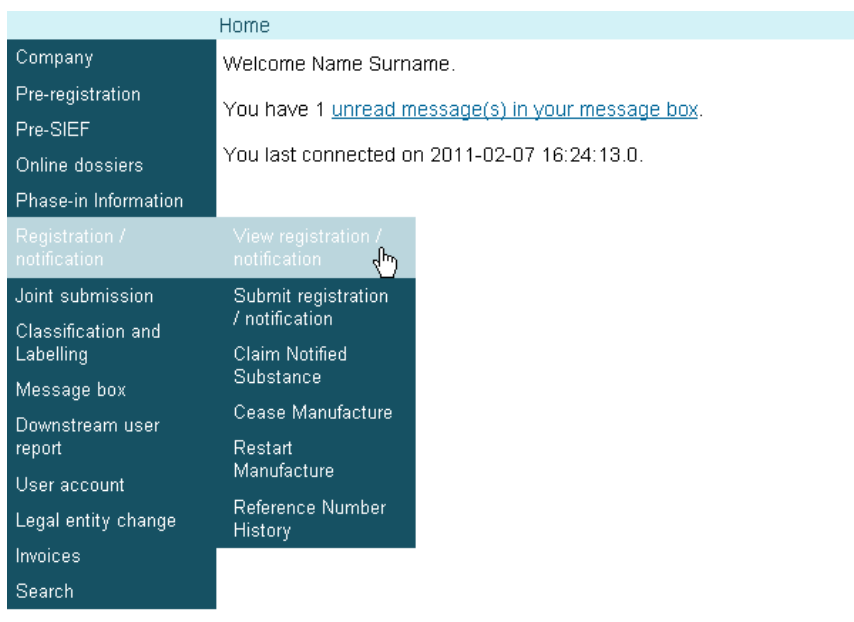 Home
Company
Pre-registration
Pre-SIEF
Online dossiers
Phase-in Information
Registration /
notification
Joint submission
Classification and
Labelling
Message box
Downstream user
report
User account
Legal entity change
Invoices
Search
View registration /
notification
Submit registration
/ notification
Claim Notified
Substance
Cease Manufacture
Restart
Manufacture
Reference Number
History
Welcome Name Surname.
You have 1 unread message(s) in your message box.
You last connected on 2011-02-07 16:24:13.0.